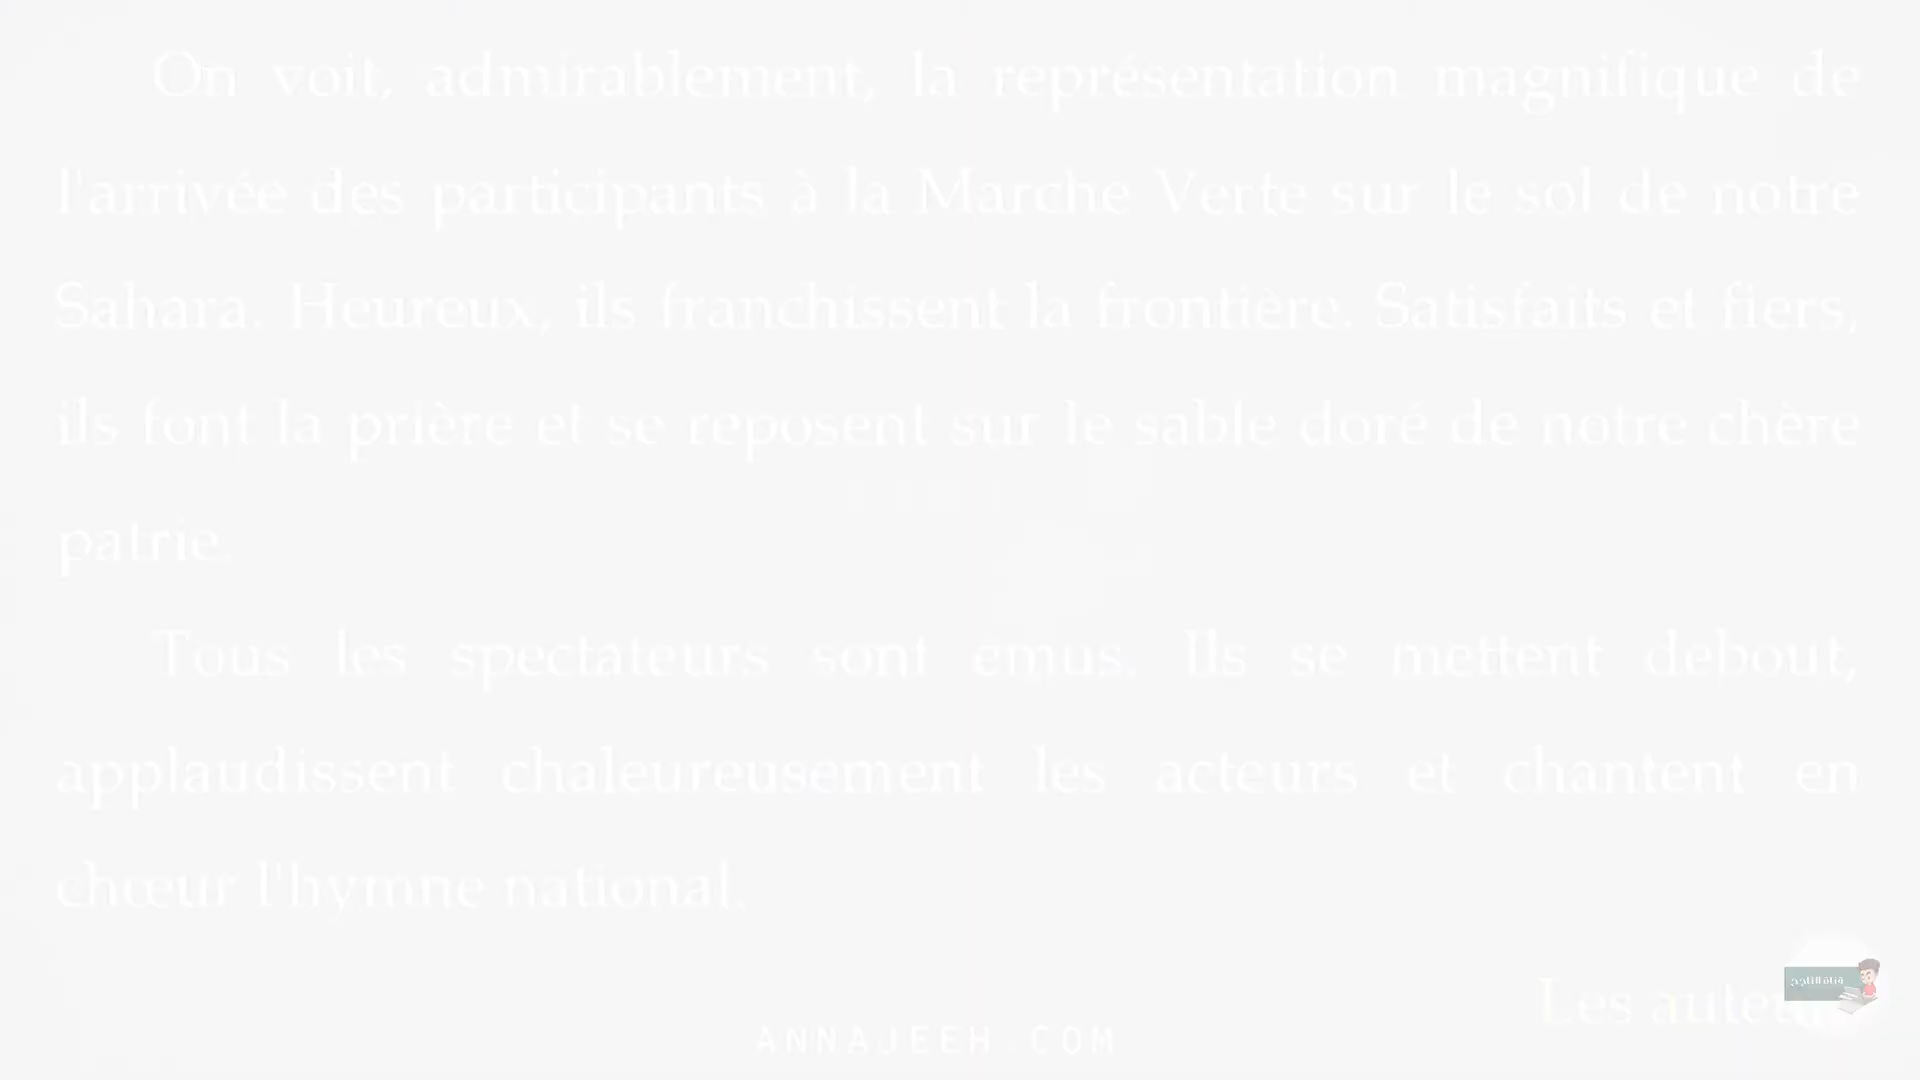 On voit, admirablement, la représentation magnifique de
l'arrivée des participants à la Marche Verte sur le sol de notre
Sahara. Heureux, ils franchissent la frontière. Satisfaits et fiers,
ils font la prière et se reposent sur le sable doré de notre chère
patrie.
Tous les spectateurs sont émus. Ils se mettent debout,
applaudissent chaleureusement les acteurs et chantent en
chœur l'hymne national.
Les
ANNAJEEH.COM